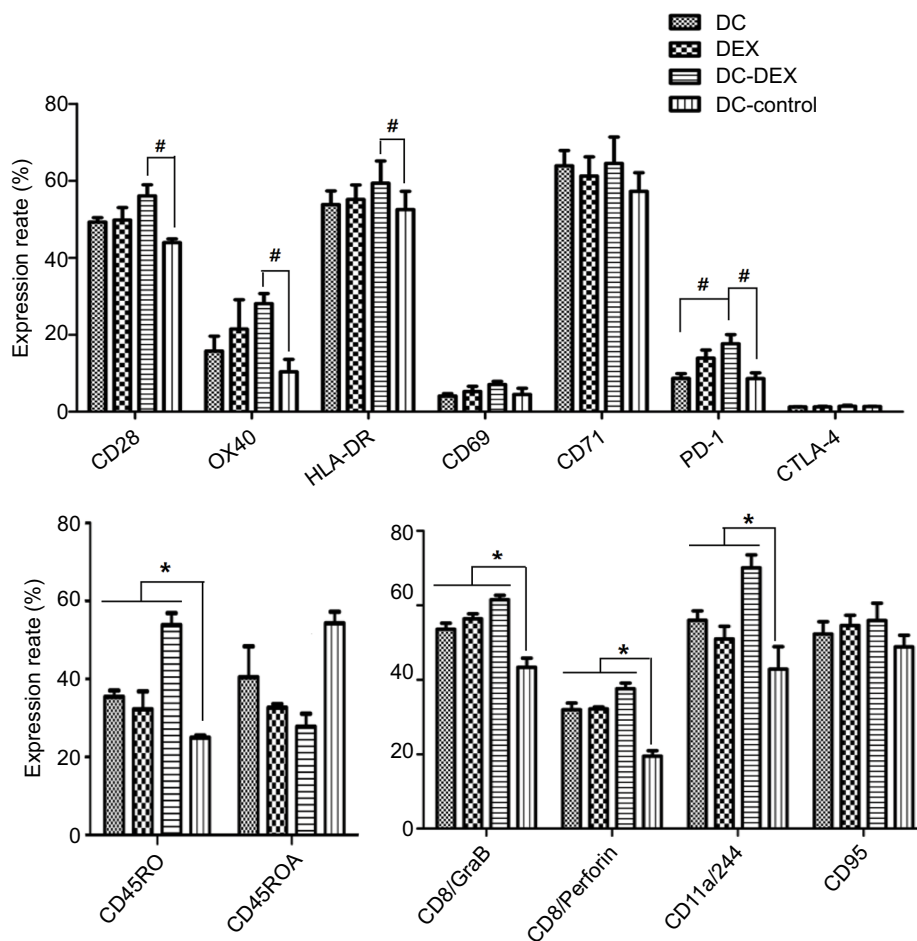 DC
DEX
DC-DEX
DC-control
Expression reate (%)
80
60
40
20
0
# # # # #
CD28 OX40 HLA-DR CD69 CD71 PD-1 CTLA-4
Expression reate (%)
80
60
40
20
0
*
CD45RO CD45ROA
80
60
40
20
0
* * *
CD8/GraB CD8/Perforin CD11a/244 CD95